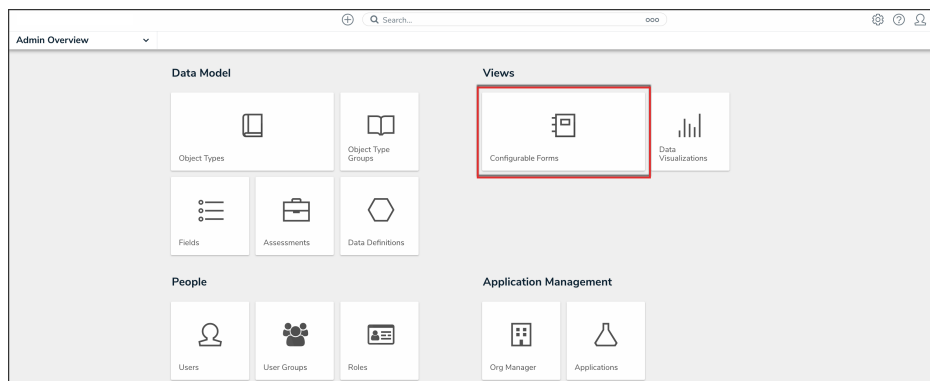 Search...
Admin Overview
Data Model
Views
Object Types
Object Type
Groups
Configurable Forms
Data
Visualizations
Fields
Assessments
Data Definitions
People
Application Management
Users
User Groups
Roles
Org Manager
Applications